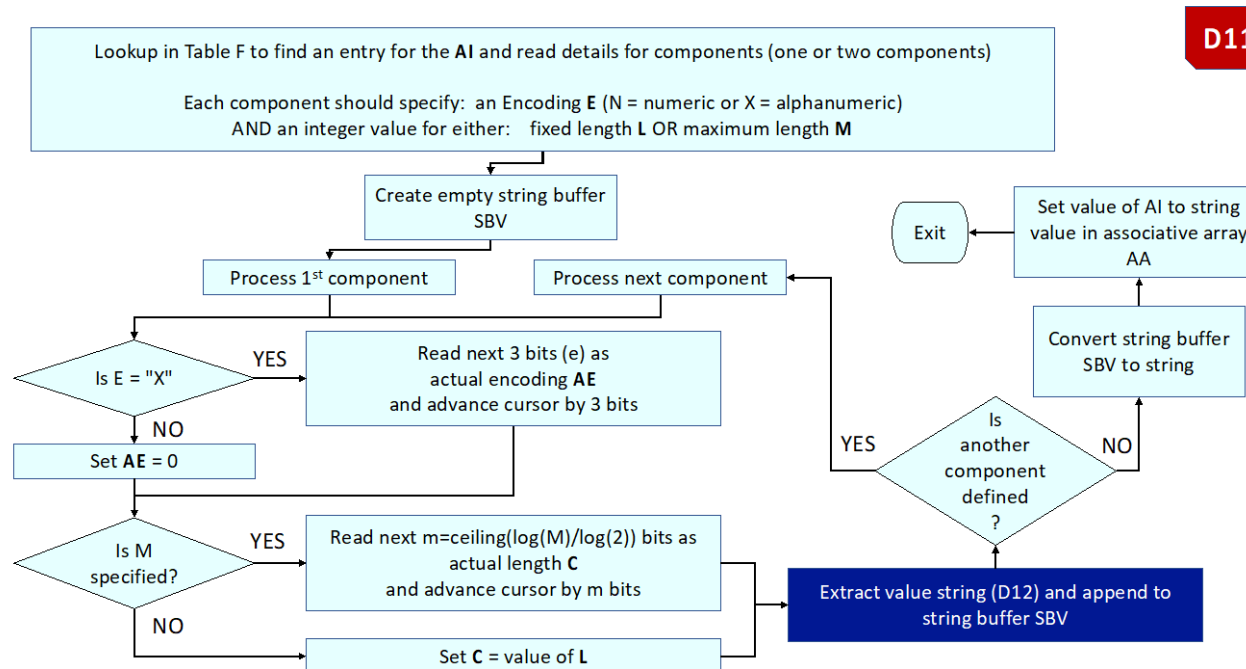 D11
Lookup in Table F to find an entry for the AI and read details for components (one or two components)
Each component should specify: an Encoding E (N = numeric or X = alphanumeric)
AND an integer value for either: fixed length L OR maximum length M
Create empty string buffer
SBV
Process 1st component
Process next component
Is E = "X"
YES
Read next 3 bits (e) as
actual encoding AE
and advance cursor by 3 bits
NO
Set AE = 0
Is M
specified?
YES
Read next m=ceiling(log(M)/log(2)) bits as
actual length C
and advance cursor by m bits
NO
Set C = value of L
Extract value string (D12) and append to
string buffer SBV
Is
another
component
defined
?
YES
NO
Convert string buffer
SBV to string
Set value of AI to string
value in associative array
AA
Exit